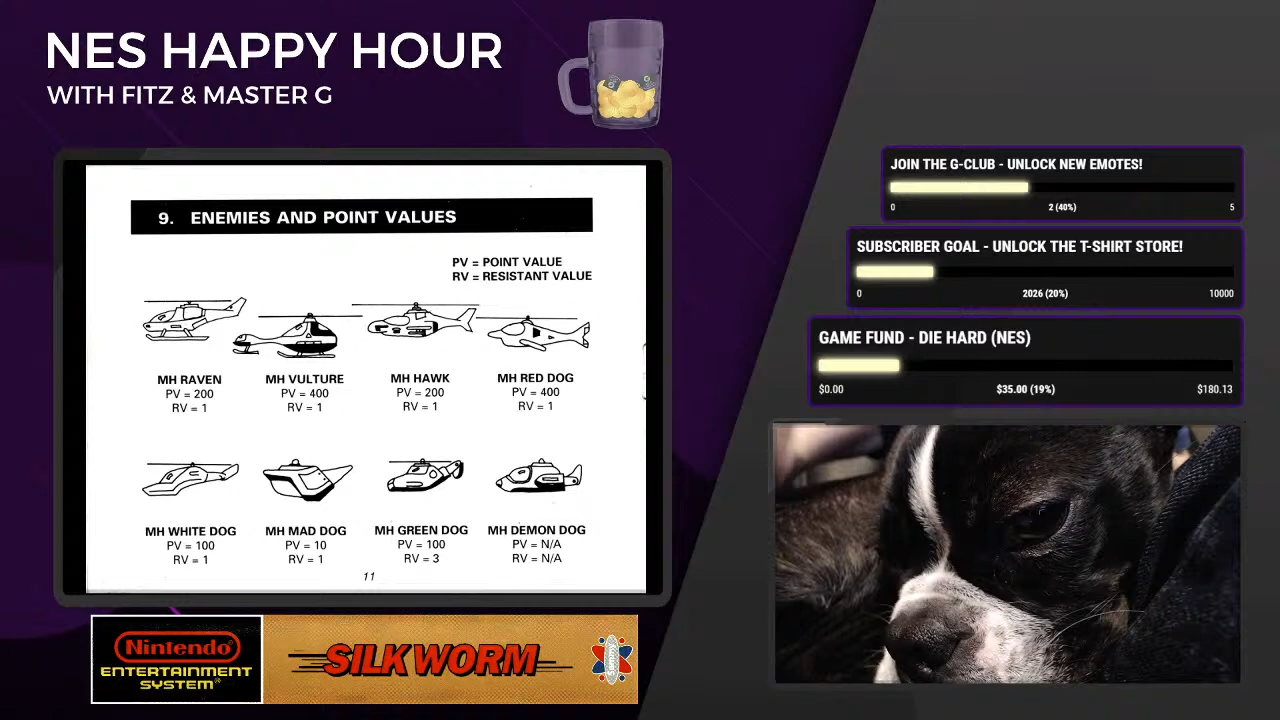 NES HAPPY HOUR
WITH FITZ & MASTER G
9. ENEMIES AND POINT VALUES
PV = POINT VALUE
RV = RESISTANT VALUE
MH RAVEN
PV = 200
RV = 1
MH VULTURE
PV = 400
RV = 1
MH HAWK
PV = 200
RV = 1
MH RED DOG
PV = 400
RV = 1
MH WHITE DOG
PV = 100
RV = 1
MH MAD DOG
PV = 10
RV = 1
MH GREEN DOG
PV = 100
RV = 3
MH DEMON DOG
PV = N/A
RV = N/A
11
Nintendo®
ENTERTAINMENT
SYSTEM®
SILK WORM
JOIN THE G-CLUB - UNLOCK NEW EMOTES!
0 2 (40%) 5
SUBSCRIBER GOAL - UNLOCK THE T-SHIRT STORE!
0 2026 (20%) 10000
GAME FUND - DIE HARD (NES)
$0.00 $35.00 (19%) $180.13